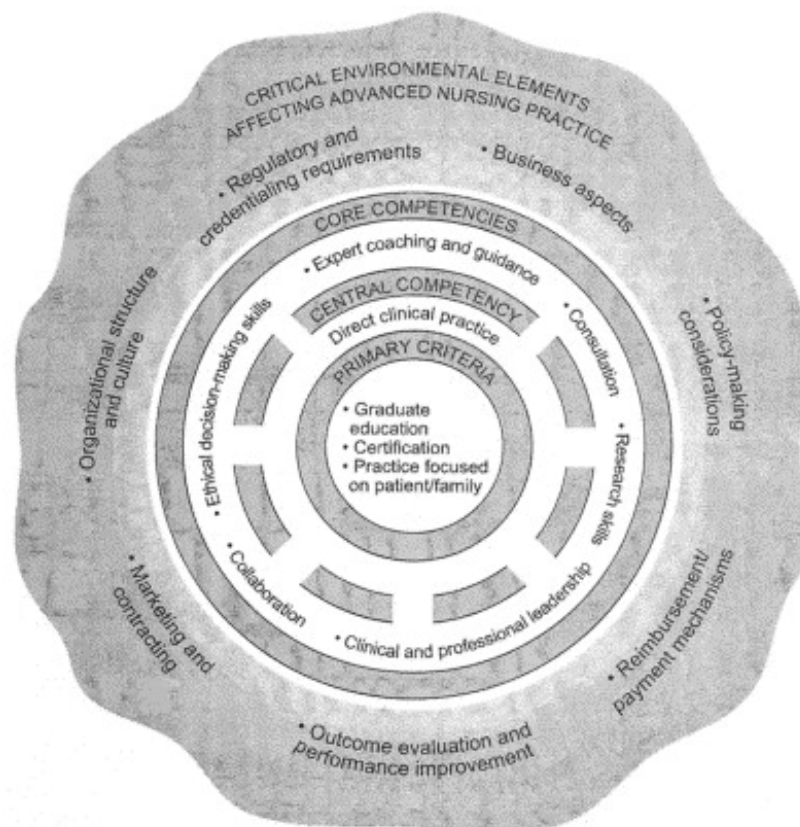 CRITICAL ENVIRONMENTAL ELEMENTS
AFFECTING ADVANCED NURSING PRACTICE
• Regulatory and
credentialing requirements
• Business aspects
• Policy-making
considerations
• Reimbursement/
payment mechanisms
• Outcome evaluation and
performance improvement
• Marketing and
contracting
• Organizational structure
and culture
CORE COMPETENCIES
• Expert coaching and guidance
• Consultation
• Research skills
• Clinical and professional leadership
• Collaboration
• Ethical decision-making skills
CENTRAL COMPETENCY
Direct clinical practice
PRIMARY CRITERIA
• Graduate
education
• Certification
• Practice focused
on patient/family